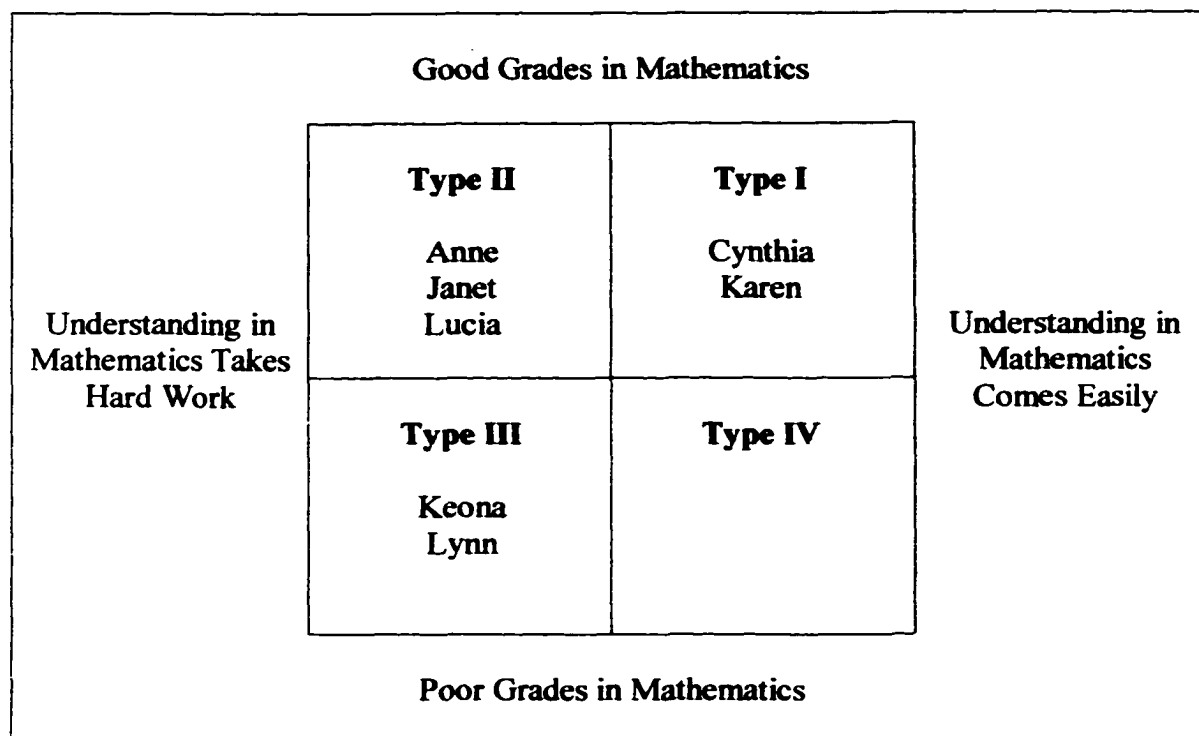 Good Grades in Mathematics
Type II
Anne
Janet
Lucia
Type I
Cynthia
Karen
Understanding in
Mathematics Takes
Hard Work
Understanding in
Mathematics
Comes Easily
Type III
Keona
Lynn
Type IV
Poor Grades in Mathematics